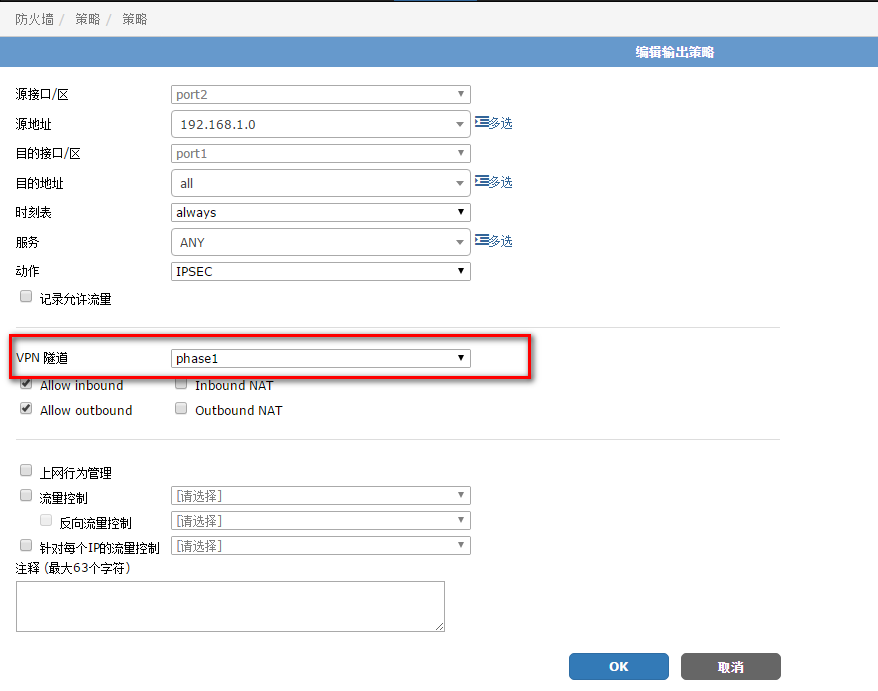 防火墙 / 策略 / 策略
编辑输出策略
源接口/区 port2
源地址 192.168.1.0 多选
目的接口/区 port1
目的地址 all 多选
时刻表 always
服务 ANY 多选
动作 IPSEC
记录允许流量
VPN 隧道 phase1
Allow inbound Inbound NAT
Allow outbound Outbound NAT
上网行为管理
流量控制 [请选择]
反向流量控制 [请选择]
针对每个IP的流量控制 [请选择]
注释 (最大63个字符)
OK 取消